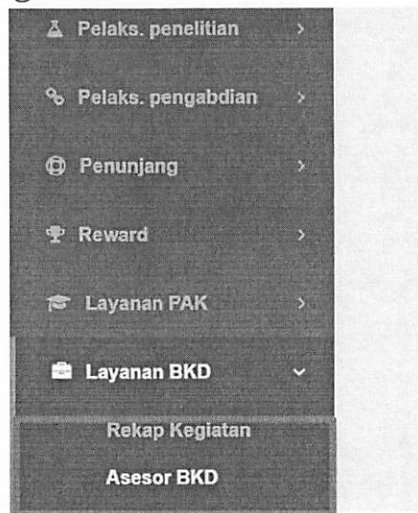 Pelaks. penelitian
Pelaks. pengabdian
Penunjang
Reward
Layanan PAK
Layanan BKD
Rekap Kegiatan
Asesor BKD